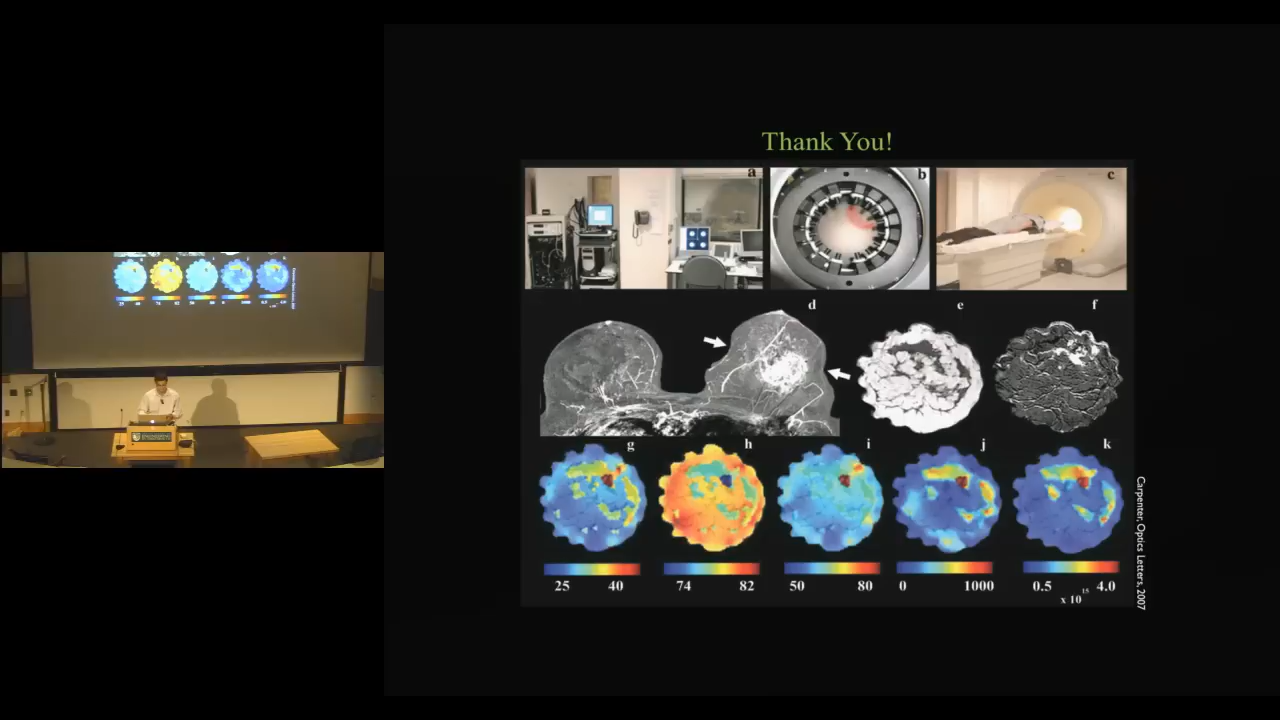 Thank You!
a b c
d e f
g h i j k
25 40 74 82 50 80 0 1000 0.5 4.0
x 10 15
Carpenter, Optics Letters, 2007